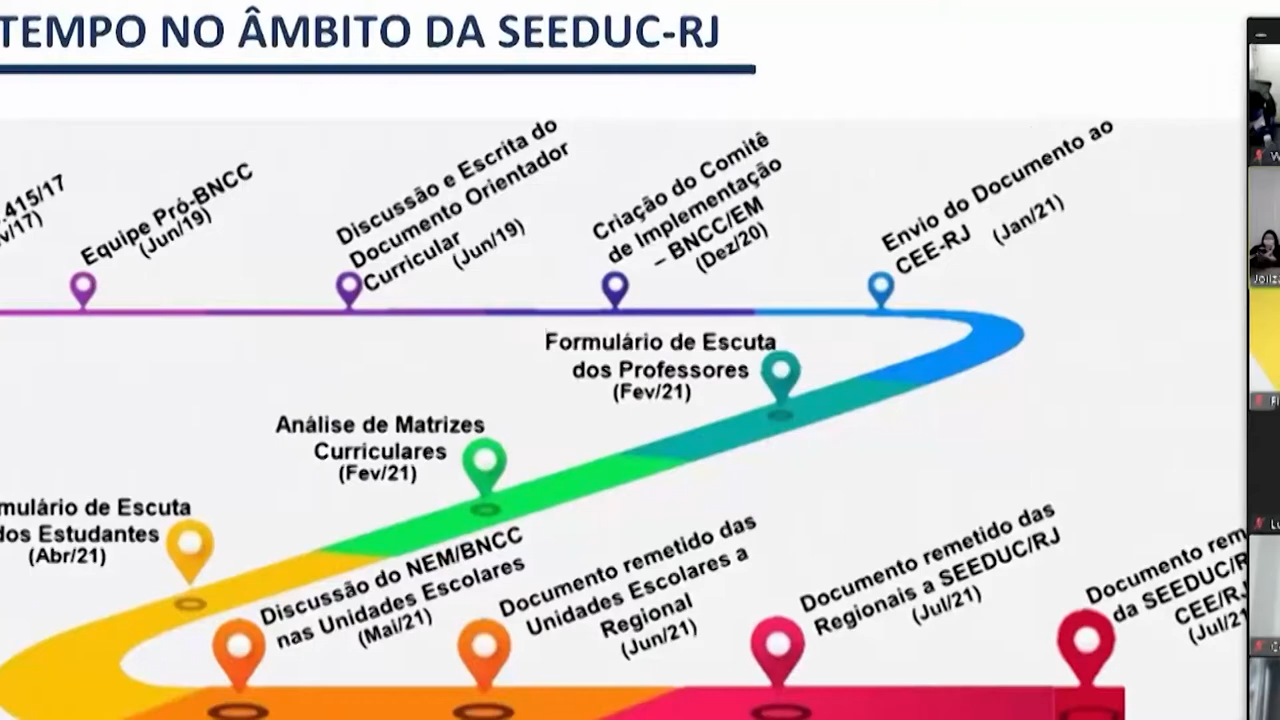 TEMPO NO ÂMBITO DA SEEDUC-RJ
.415/17
v/17)
Equipe Pró-BNCC
(Jun/19)
Discussão e Escrita do
Documento Orientador
Curricular
(Jun/19)
Criação do Comitê
de Implementação
– BNCC/EM
(Dez/20)
Envio do Documento ao
CEE-RJ
(Jan/21)
Formulário de Escuta
dos Professores
(Fev/21)
Análise de Matrizes
Curriculares
(Fev/21)
mulário de Escuta
dos Estudantes
(Abr/21)
Discussão do NEM/BNCC
nas Unidades Escolares
(Mai/21)
Documento remetido das
Unidades Escolares a
Regional
(Jun/21)
Documento remetido das
Regionais a SEEDUC/RJ
(Jul/21)
Documento rem
da SEEDUC/R
CEE/RJ
(Jul/21